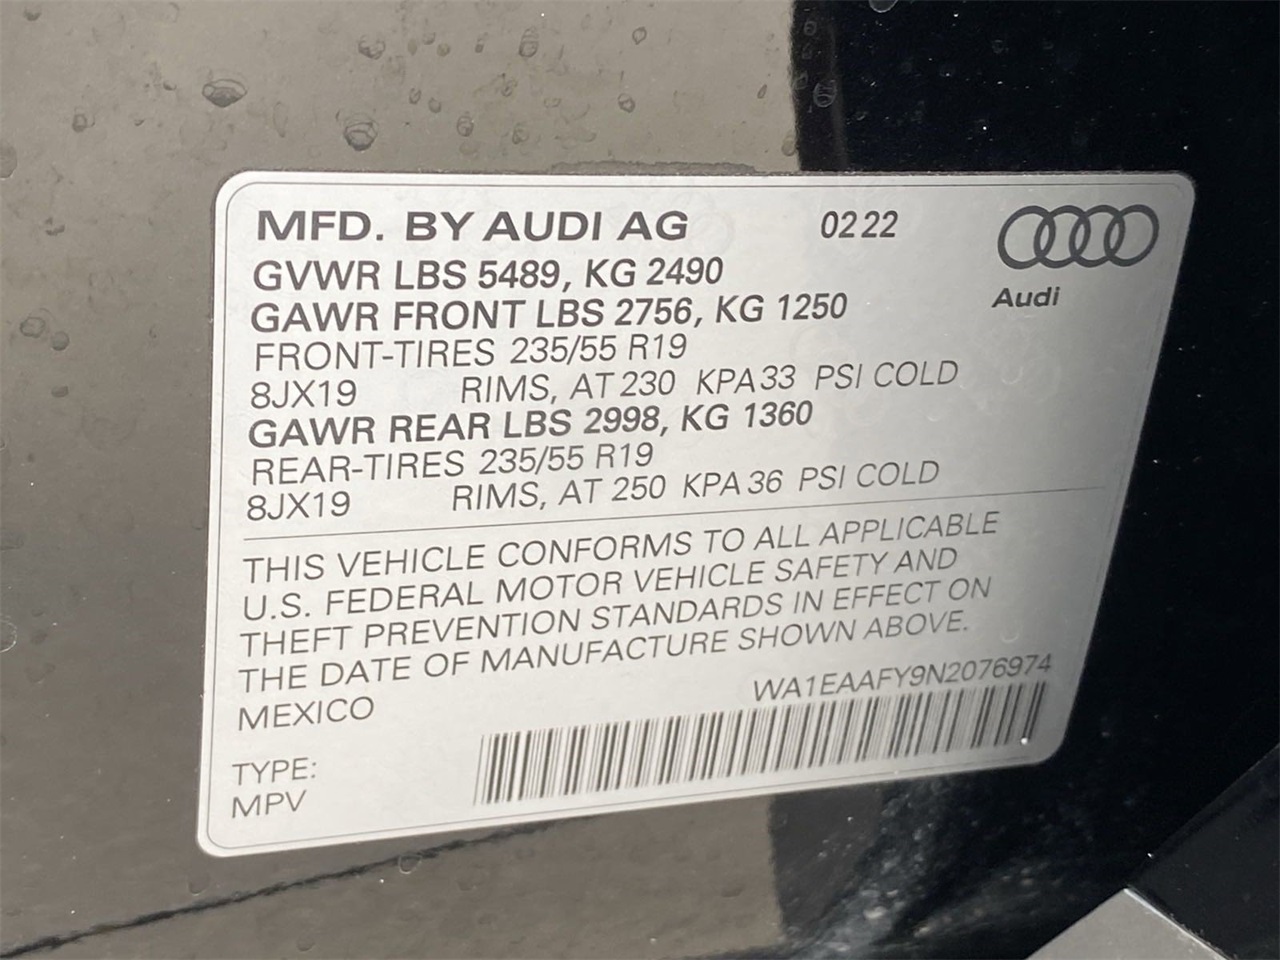 MFD. BY AUDI AG 02 22
Audi
GVWR LBS 5489, KG 2490
GAWR FRONT LBS 2756, KG 1250
FRONT-TIRES 235/55 R19
8JX19 RIMS, AT 230 KPA 33 PSI COLD
GAWR REAR LBS 2998, KG 1360
REAR-TIRES 235/55 R19
8JX19 RIMS, AT 250 KPA 36 PSI COLD
THIS VEHICLE CONFORMS TO ALL APPLICABLE
U.S. FEDERAL MOTOR VEHICLE SAFETY AND
THEFT PREVENTION STANDARDS IN EFFECT ON
THE DATE OF MANUFACTURE SHOWN ABOVE.
MEXICO WA1EAAFY9N2076974
TYPE:
MPV